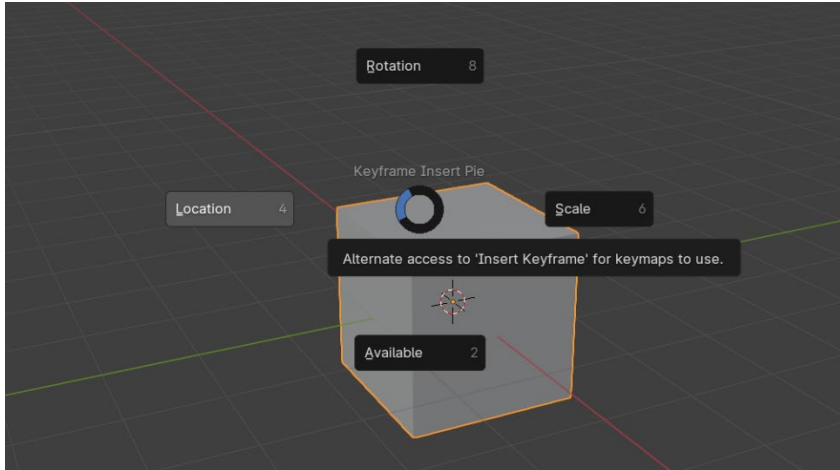 Rotation 8
Keyframe Insert Pie
Location 4
Scale 6
Alternate access to 'Insert Keyframe' for keymaps to use.
Available 2